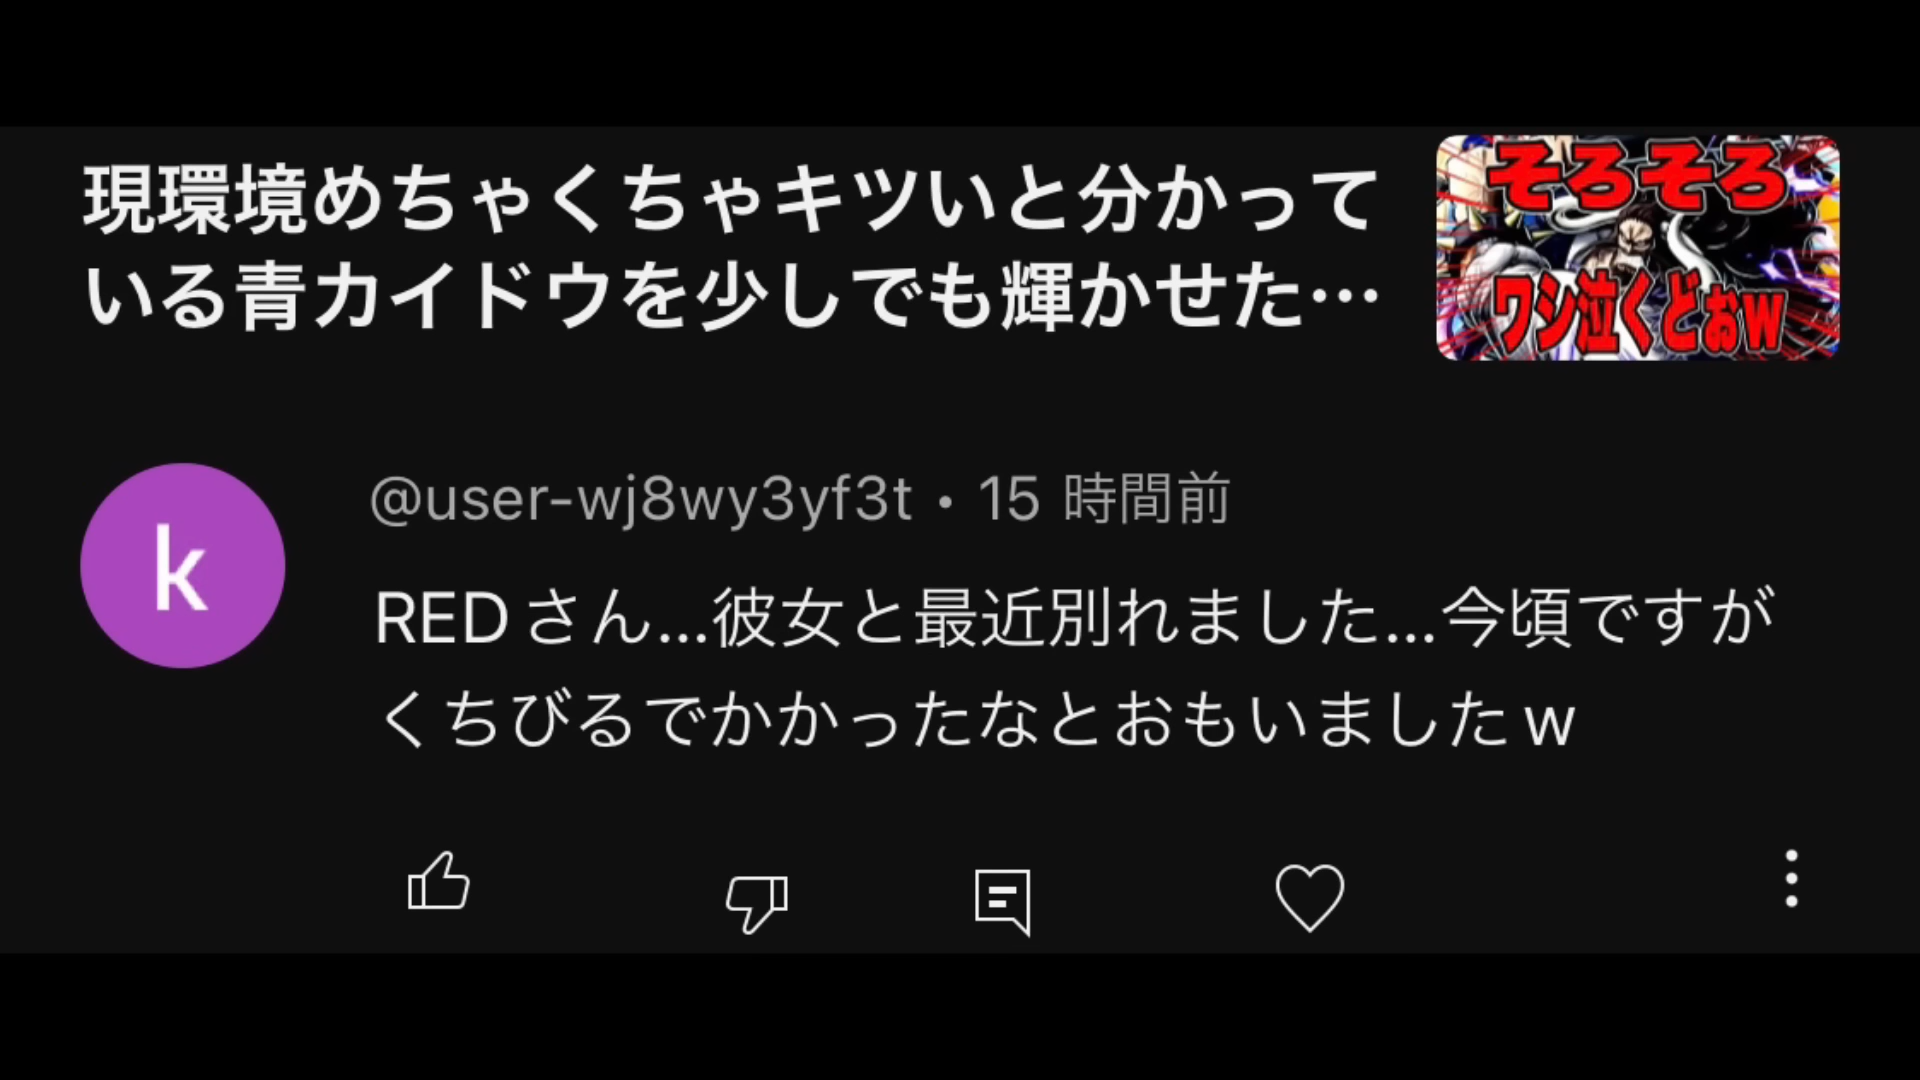 現環境めちゃくちゃキツいと分かって
いる青カイドウを少しでも輝かせた…
そろそろ
ワシ泣くどぉw
k
@user-wj8wy3yf3t・15 時間前
REDさん...彼女と最近別れました...今頃ですが
くちびるでかかったなとおもいましたw